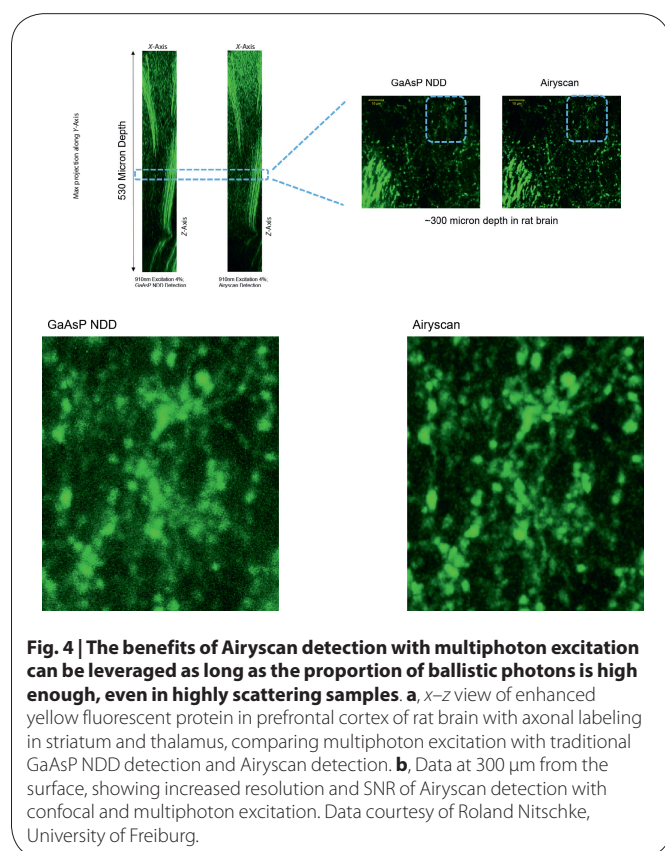 X-Axis
X-Axis
Max projection along Y-Axis
530 Micron Depth
Z-Axis
Z-Axis
910nm Excitation 4%;
GaAsP NDD Detection
910nm Excitation 4%;
Airyscan Detection
GaAsP NDD
Airyscan
10 µm
10 µm
~300 micron depth in rat brain
GaAsP NDD
Airyscan
Fig. 4 | The benefits of Airyscan detection with multiphoton excitation
can be leveraged as long as the proportion of ballistic photons is high
enough, even in highly scattering samples. a, x–z view of enhanced
yellow fluorescent protein in prefrontal cortex of rat brain with axonal labeling
in striatum and thalamus, comparing multiphoton excitation with traditional
GaAsP NDD detection and Airyscan detection. b, Data at 300 µm from the
surface, showing increased resolution and SNR of Airyscan detection with
confocal and multiphoton excitation. Data courtesy of Roland Nitschke,
University of Freiburg.